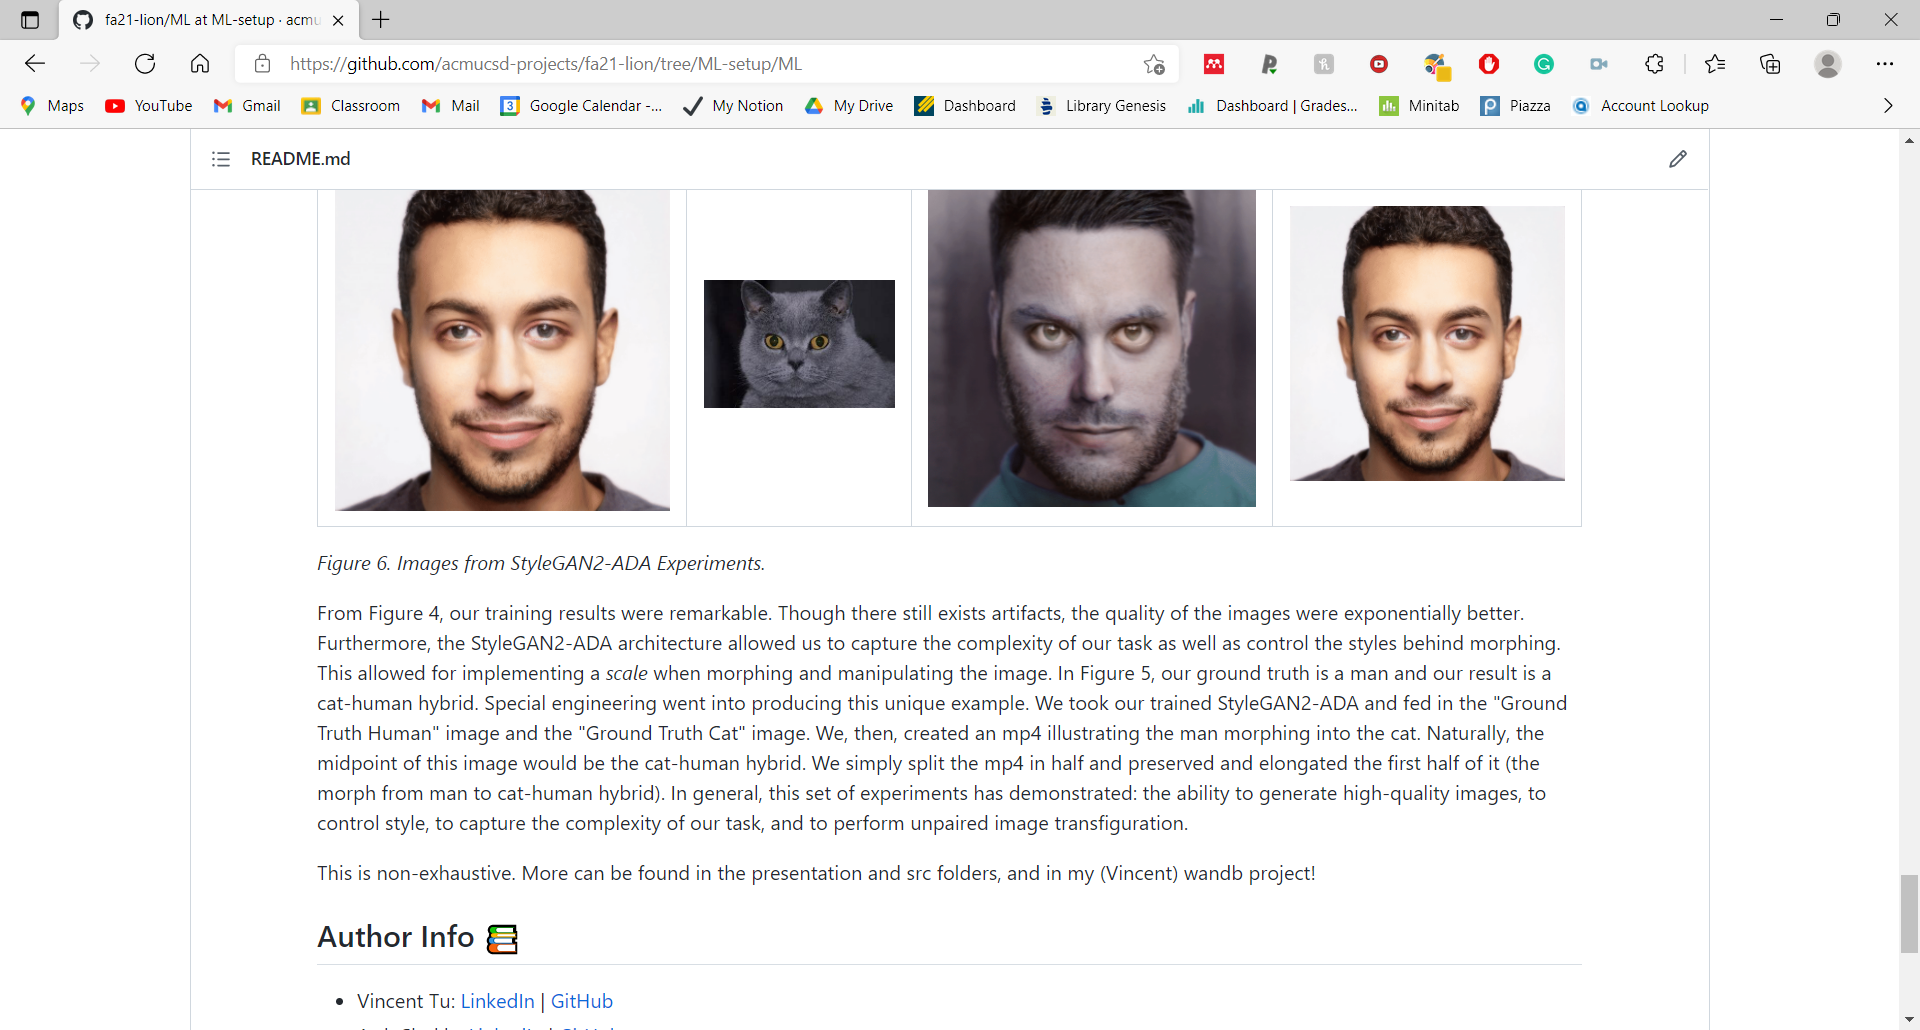 fa21-lion/ML at ML-setup · acmu
https://github.com/acmucsd-projects/fa21-lion/tree/ML-setup/ML
Maps YouTube Gmail Classroom Mail Google Calendar -... My Notion My Drive Dashboard Library Genesis Dashboard | Grades... Minitab Piazza Account Lookup
README.md
Figure 6. Images from StyleGAN2-ADA Experiments.
From Figure 4, our training results were remarkable. Though there still exists artifacts, the quality of the images were exponentially better.
Furthermore, the StyleGAN2-ADA architecture allowed us to capture the complexity of our task as well as control the styles behind morphing.
This allowed for implementing a scale when morphing and manipulating the image. In Figure 5, our ground truth is a man and our result is a
cat-human hybrid. Special engineering went into producing this unique example. We took our trained StyleGAN2-ADA and fed in the "Ground
Truth Human" image and the "Ground Truth Cat" image. We, then, created an mp4 illustrating the man morphing into the cat. Naturally, the
midpoint of this image would be the cat-human hybrid. We simply split the mp4 in half and preserved and elongated the first half of it (the
morph from man to cat-human hybrid). In general, this set of experiments has demonstrated: the ability to generate high-quality images, to
control style, to capture the complexity of our task, and to perform unpaired image transfiguration.
This is non-exhaustive. More can be found in the presentation and src folders, and in my (Vincent) wandb project!
Author Info
Vincent Tu: LinkedIn | GitHub